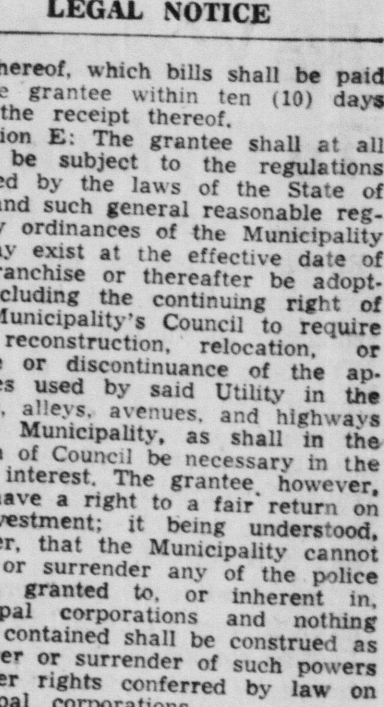 LEGAL NOTICE
hereof, which bills shall be paid
e grantee within ten (10) days
the receipt thereof.
ion E: The grantee shall at all
be subject to the regulations
ed by the laws of the State of
and such general reasonable reg-
y ordinances of the Municipality
ay exist at the effective date of
ranchise or thereafter be adopt-
cluding the continuing right of
Municipality's Council to require
reconstruction, relocation, or
e or discontinuance of the ap-
es used by said Utility in the
, alleys, avenues, and highways
Municipality, as shall in the
n of Council be necessary in the
interest. The grantee, however,
have a right to a fair return on
vestment; it being understood,
er, that the Municipality cannot
or surrender any of the police
granted to, or inherent in,
pal corporations and nothing
contained shall be construed as
er or surrender of such powers
er rights conferred by law on
pal corporations